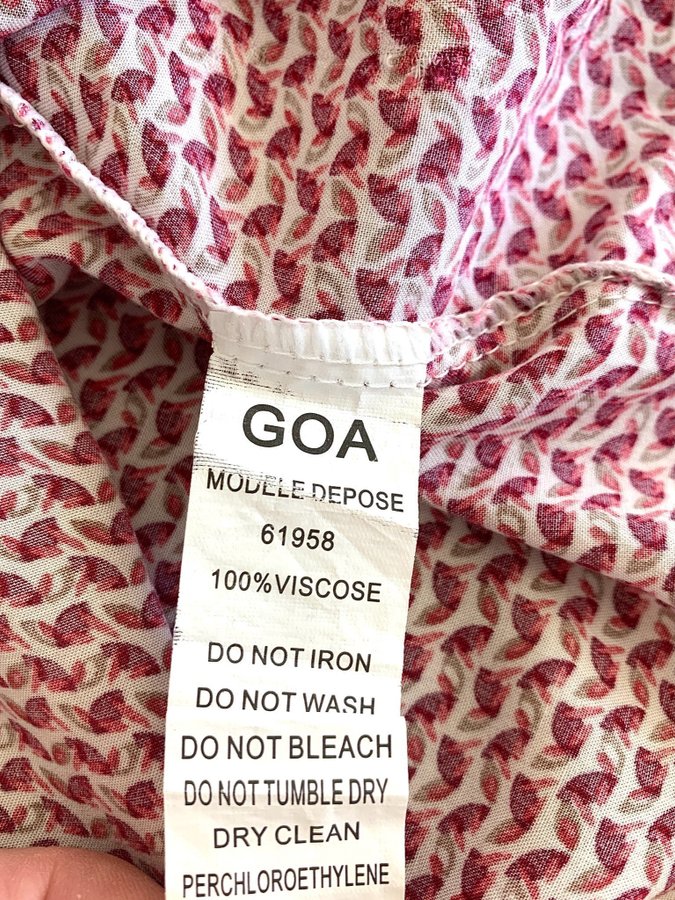 GOA
MODELE DEPOSE
61958
100%VISCOSE
DO NOT IRON
DO NOT WASH
DO NOT BLEACH
DO NOT TUMBLE DRY
DRY CLEAN
PERCHLOROETHYLENE